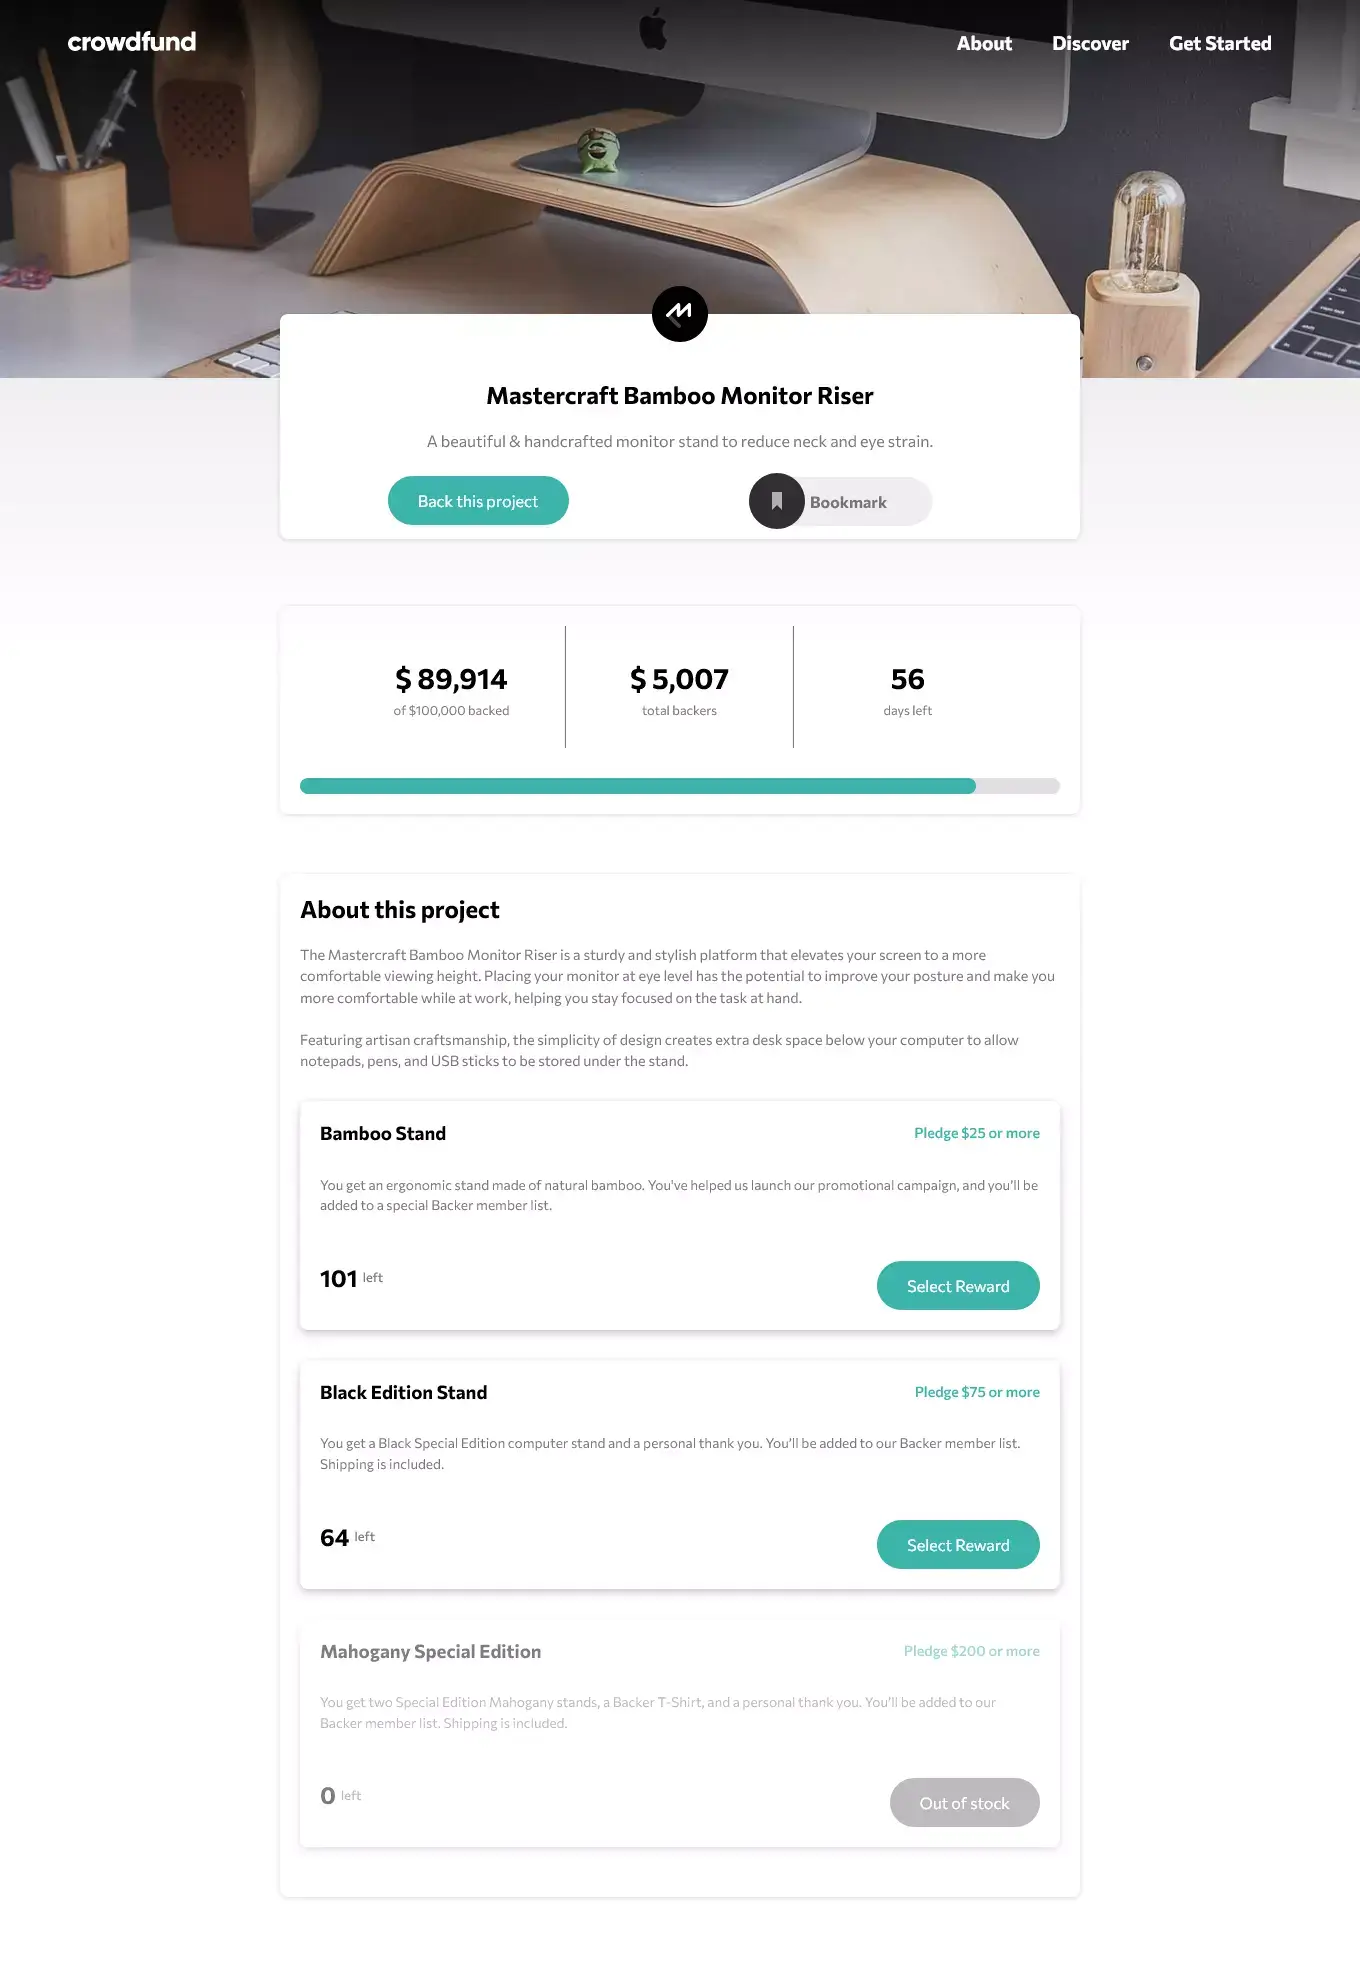 crowdfund
About
Discover
Get Started
Mastercraft Bamboo Monitor Riser
A beautiful & handcrafted monitor stand to reduce neck and eye strain.
Back this project
Bookmark
$ 89,914
of $100,000 backed
$ 5,007
total backers
56
days left
About this project
The Mastercraft Bamboo Monitor Riser is a sturdy and stylish platform that elevates your screen to a more
comfortable viewing height. Placing your monitor at eye level has the potential to improve your posture and make you
more comfortable while at work, helping you stay focused on the task at hand.
Featuring artisan craftsmanship, the simplicity of design creates extra desk space below your computer to allow
notepads, pens, and USB sticks to be stored under the stand.
Bamboo Stand
Pledge $25 or more
You get an ergonomic stand made of natural bamboo. You've helped us launch our promotional campaign, and you'll be
added to a special Backer member list.
101 left
Select Reward
Black Edition Stand
Pledge $75 or more
You get a Black Special Edition computer stand and a personal thank you. You'll be added to our Backer member list.
Shipping is included.
64 left
Select Reward
Mahogany Special Edition
Pledge $200 or more
You get two Special Edition Mahogany stands, a Backer T-Shirt, and a personal thank you. You'll be added to our
Backer member list. Shipping is included.
0 left
Out of stock